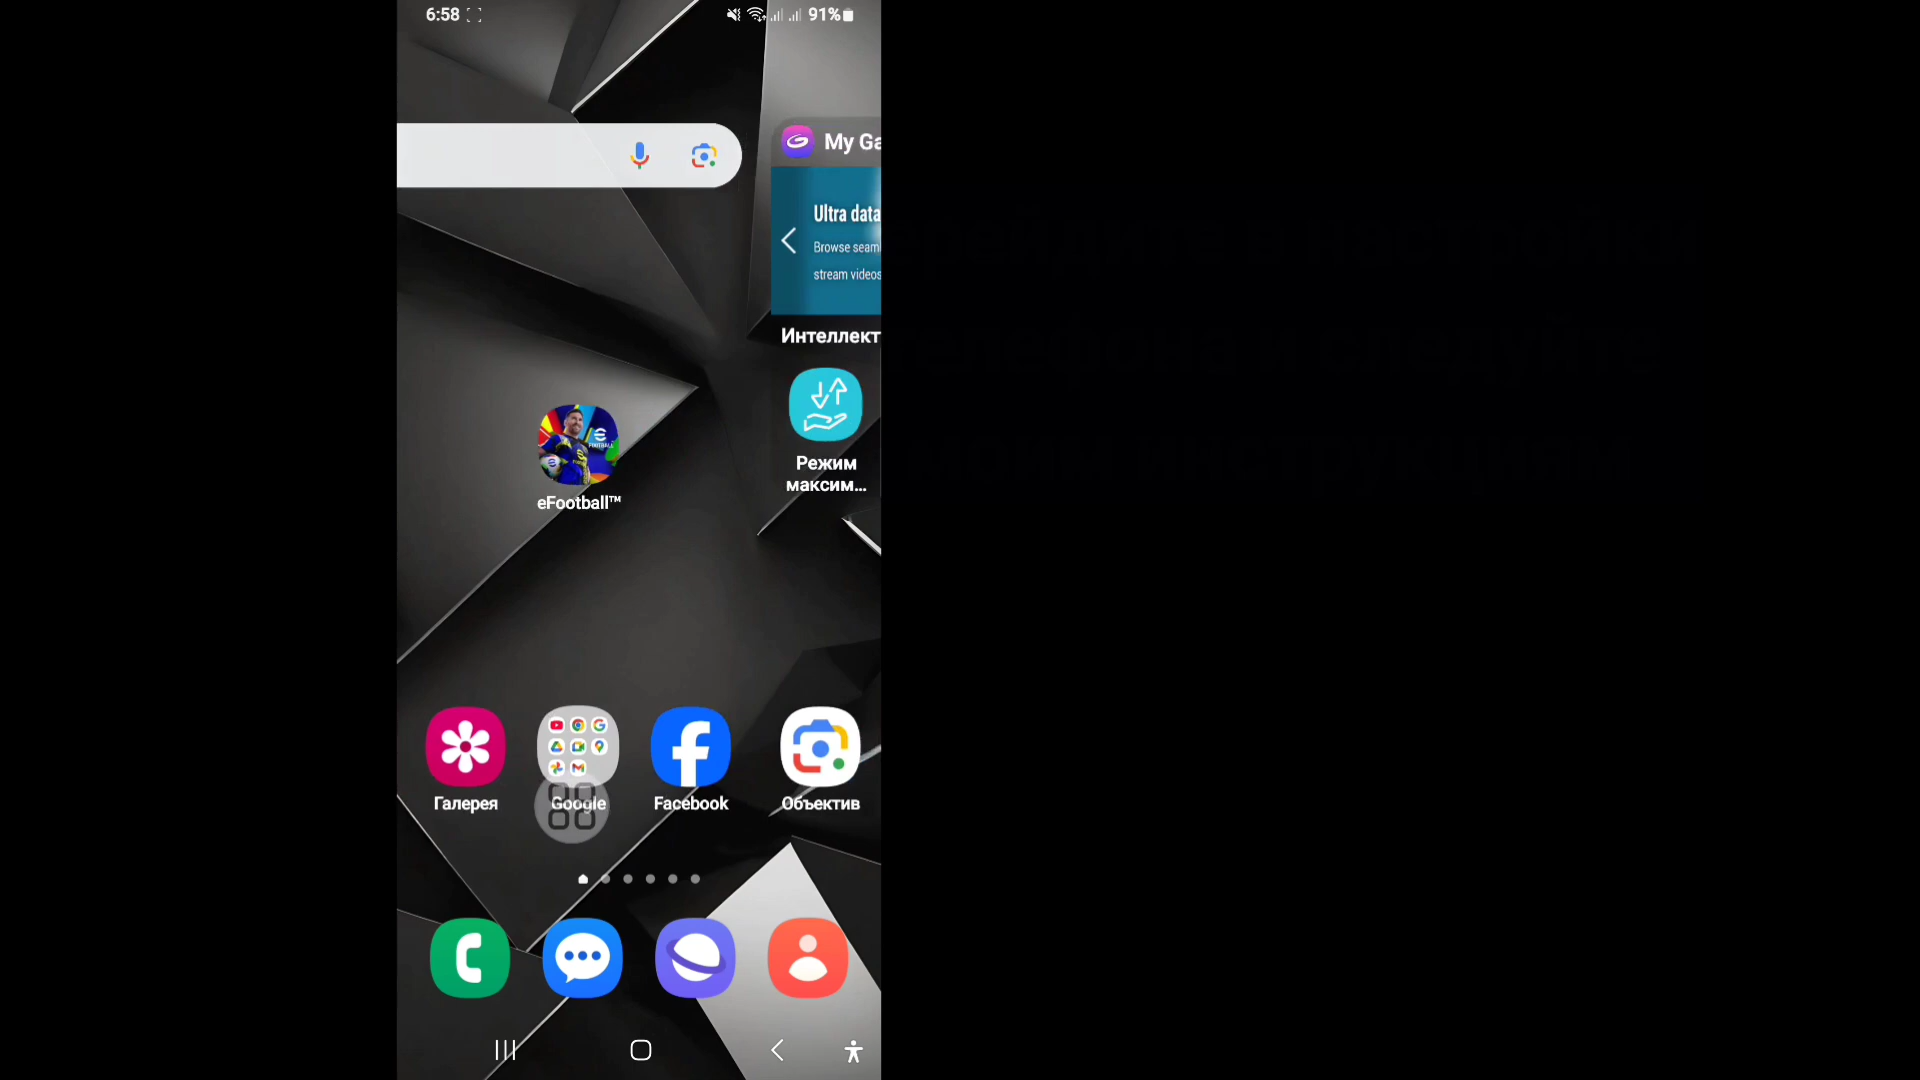 6:58
91%
My Ga
Ultra data
Browse seam
stream videos
Интеллект
Режим
максим...
eFootball™
Галерея
Google
Facebook
Объектив